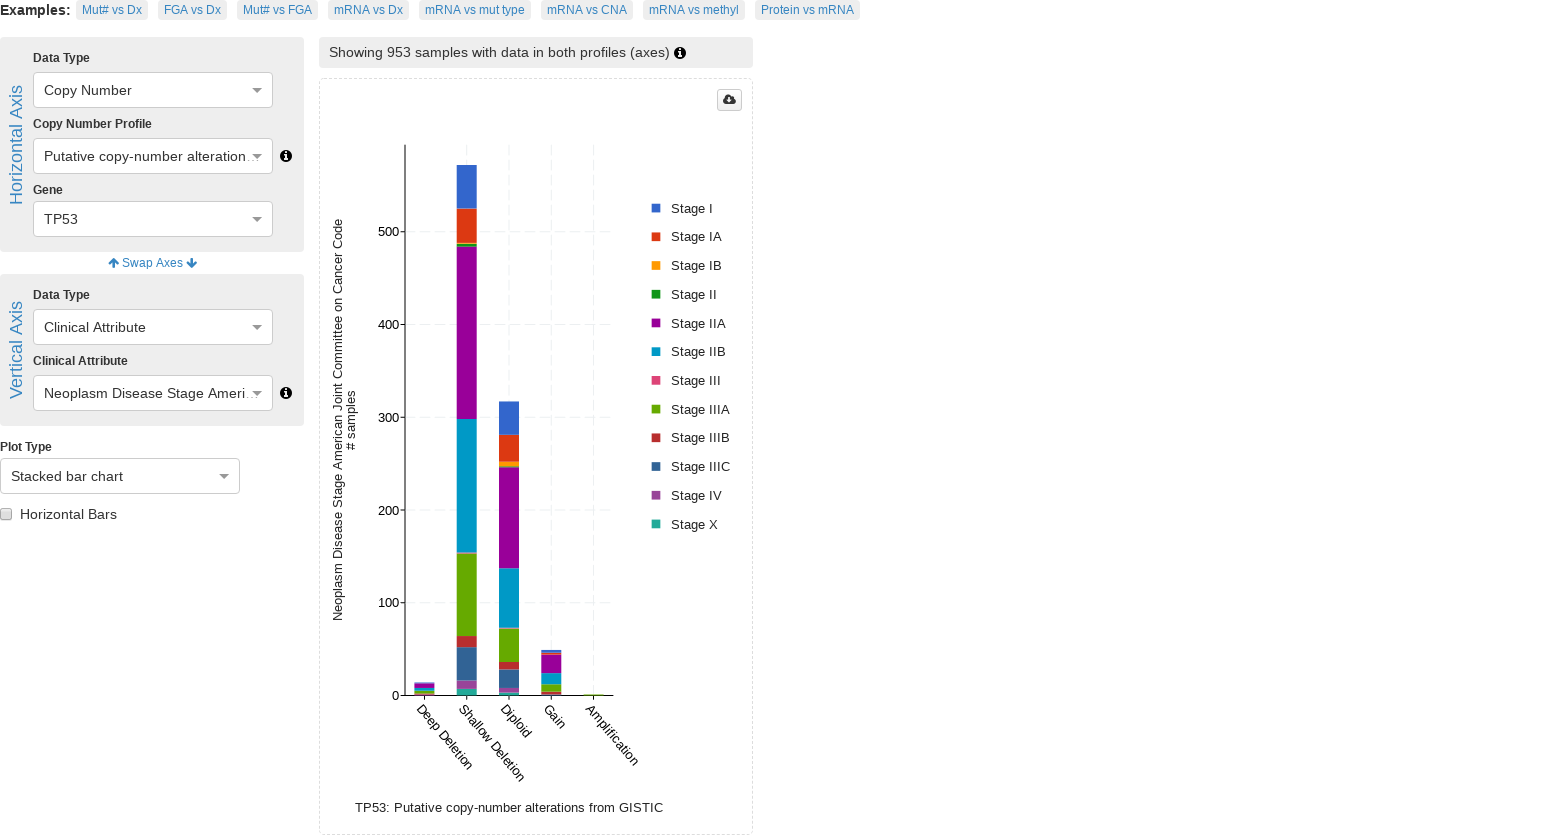 Examples: Mut# vs Dx FGA vs Dx Mut# vs FGA mRNA vs Dx mRNA vs mut type mRNA vs CNA mRNA vs methyl Protein vs mRNA
Horizontal Axis
Data Type
Copy Number
Copy Number Profile
Putative copy-number alteration...
Gene
TP53
Swap Axes
Vertical Axis
Data Type
Clinical Attribute
Clinical Attribute
Neoplasm Disease Stage Ameri...
Plot Type
Stacked bar chart
Horizontal Bars
Showing 953 samples with data in both profiles (axes)
Neoplasm Disease Stage American Joint Committee on Cancer Code
# samples
500
400
300
200
100
0
Deep Deletion
Shallow Deletion
Diploid
Gain
Amplification
TP53: Putative copy-number alterations from GISTIC
Stage I
Stage IA
Stage IB
Stage II
Stage IIA
Stage IIB
Stage III
Stage IIIA
Stage IIIB
Stage IIIC
Stage IV
Stage X